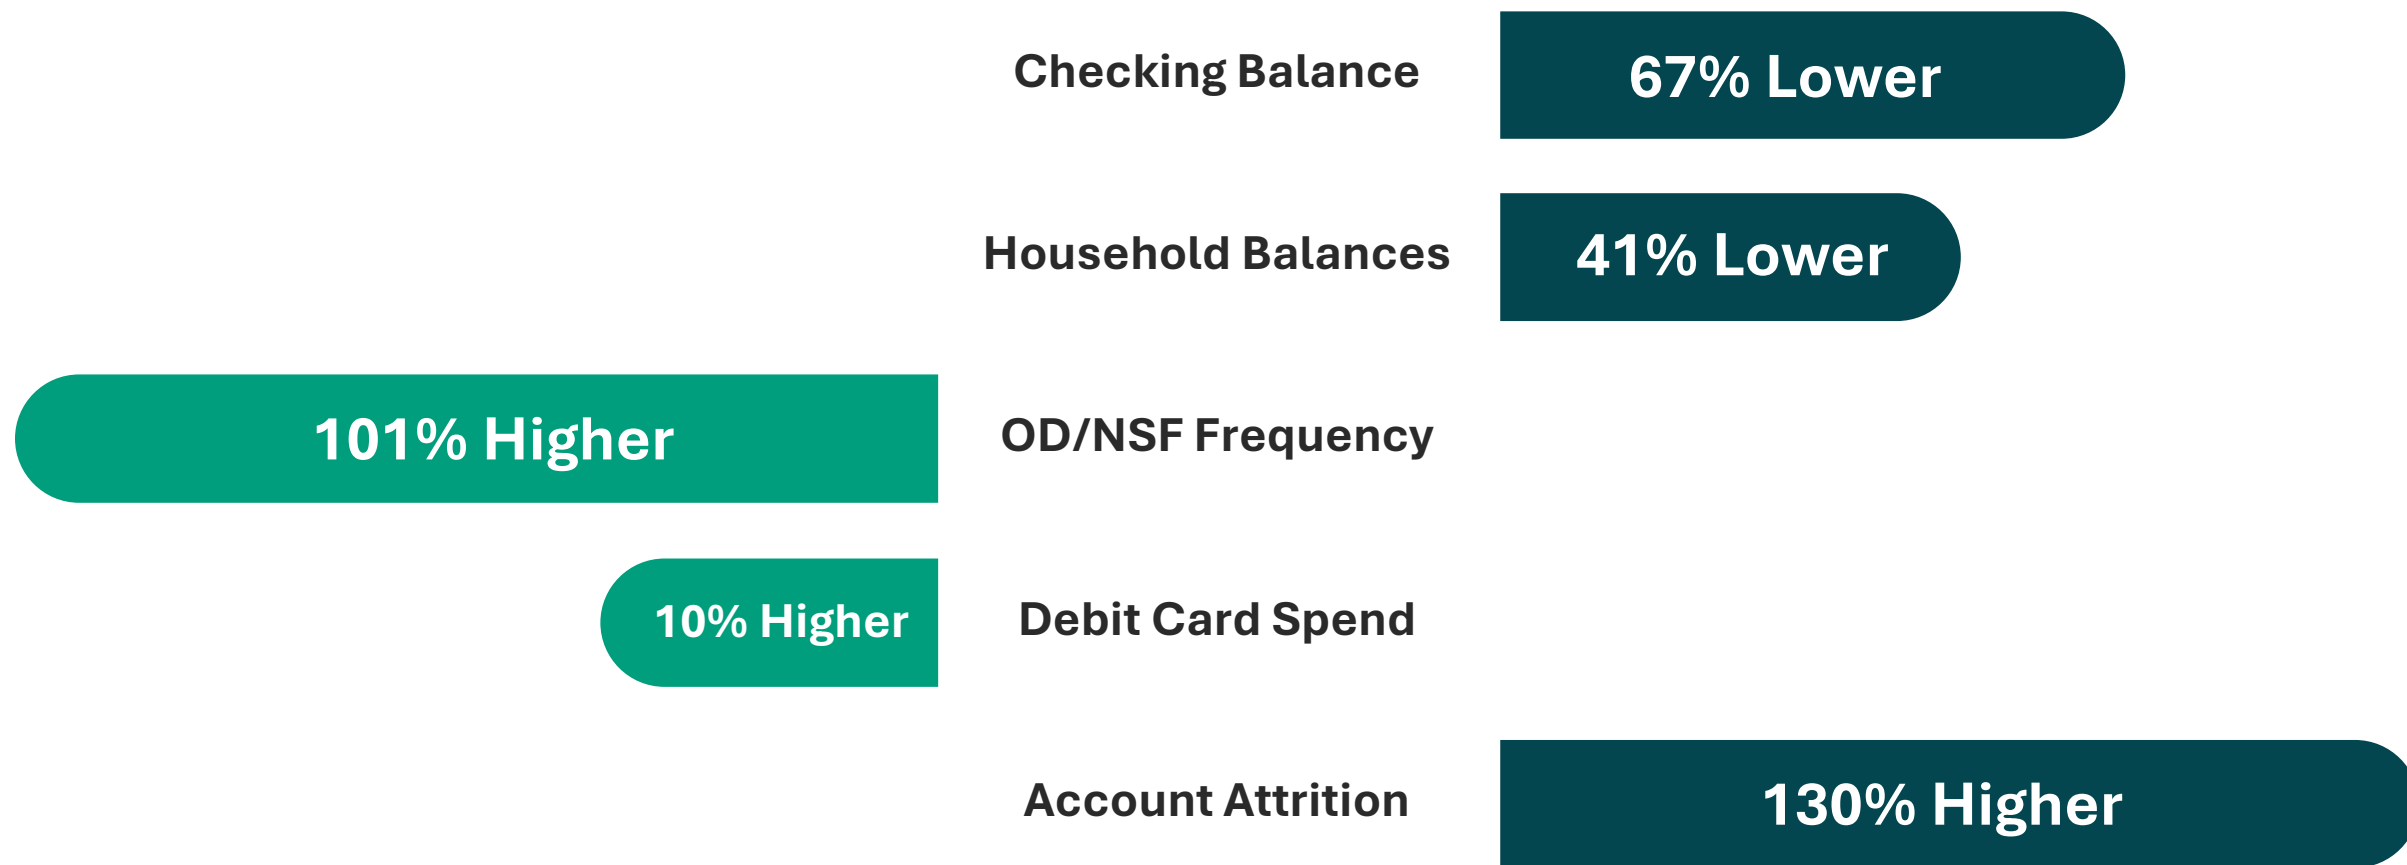 Checking Balance
67% Lower
Household Balances
41% Lower
101% Higher
OD/NSF Frequency
10% Higher
Debit Card Spend
Account Attrition
130% Higher